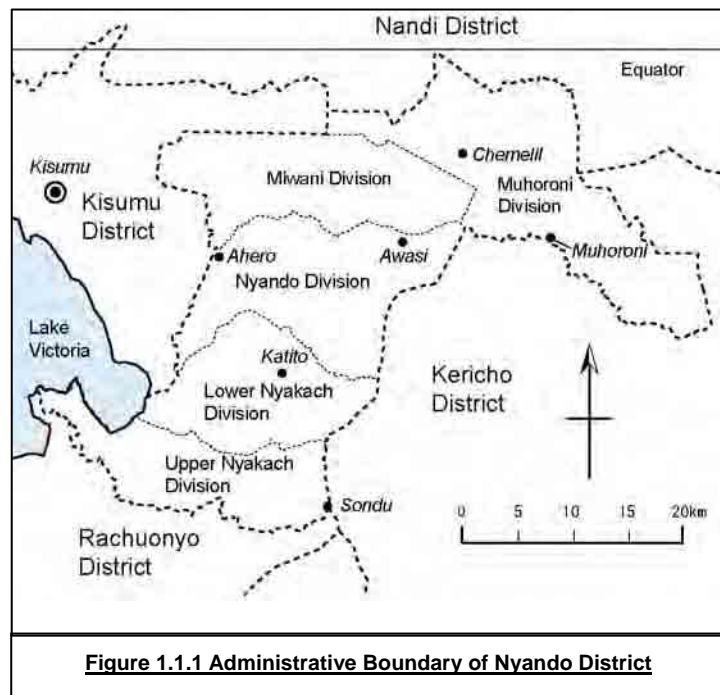 Nandi District
Equator
Kisumu
Chemelil
Miwani Division
Muhoroni
Division
Kisumu
District
Ahero
Awasi
Muhoroni
Nyando Division
Lake
Victoria
Katito
Lower Nyakach
Division
Kericho
District
Upper Nyakach
Division
Sondu
0 5 10 15 20km
Rachuonyo
District
Figure 1.1.1 Administrative Boundary of Nyando District